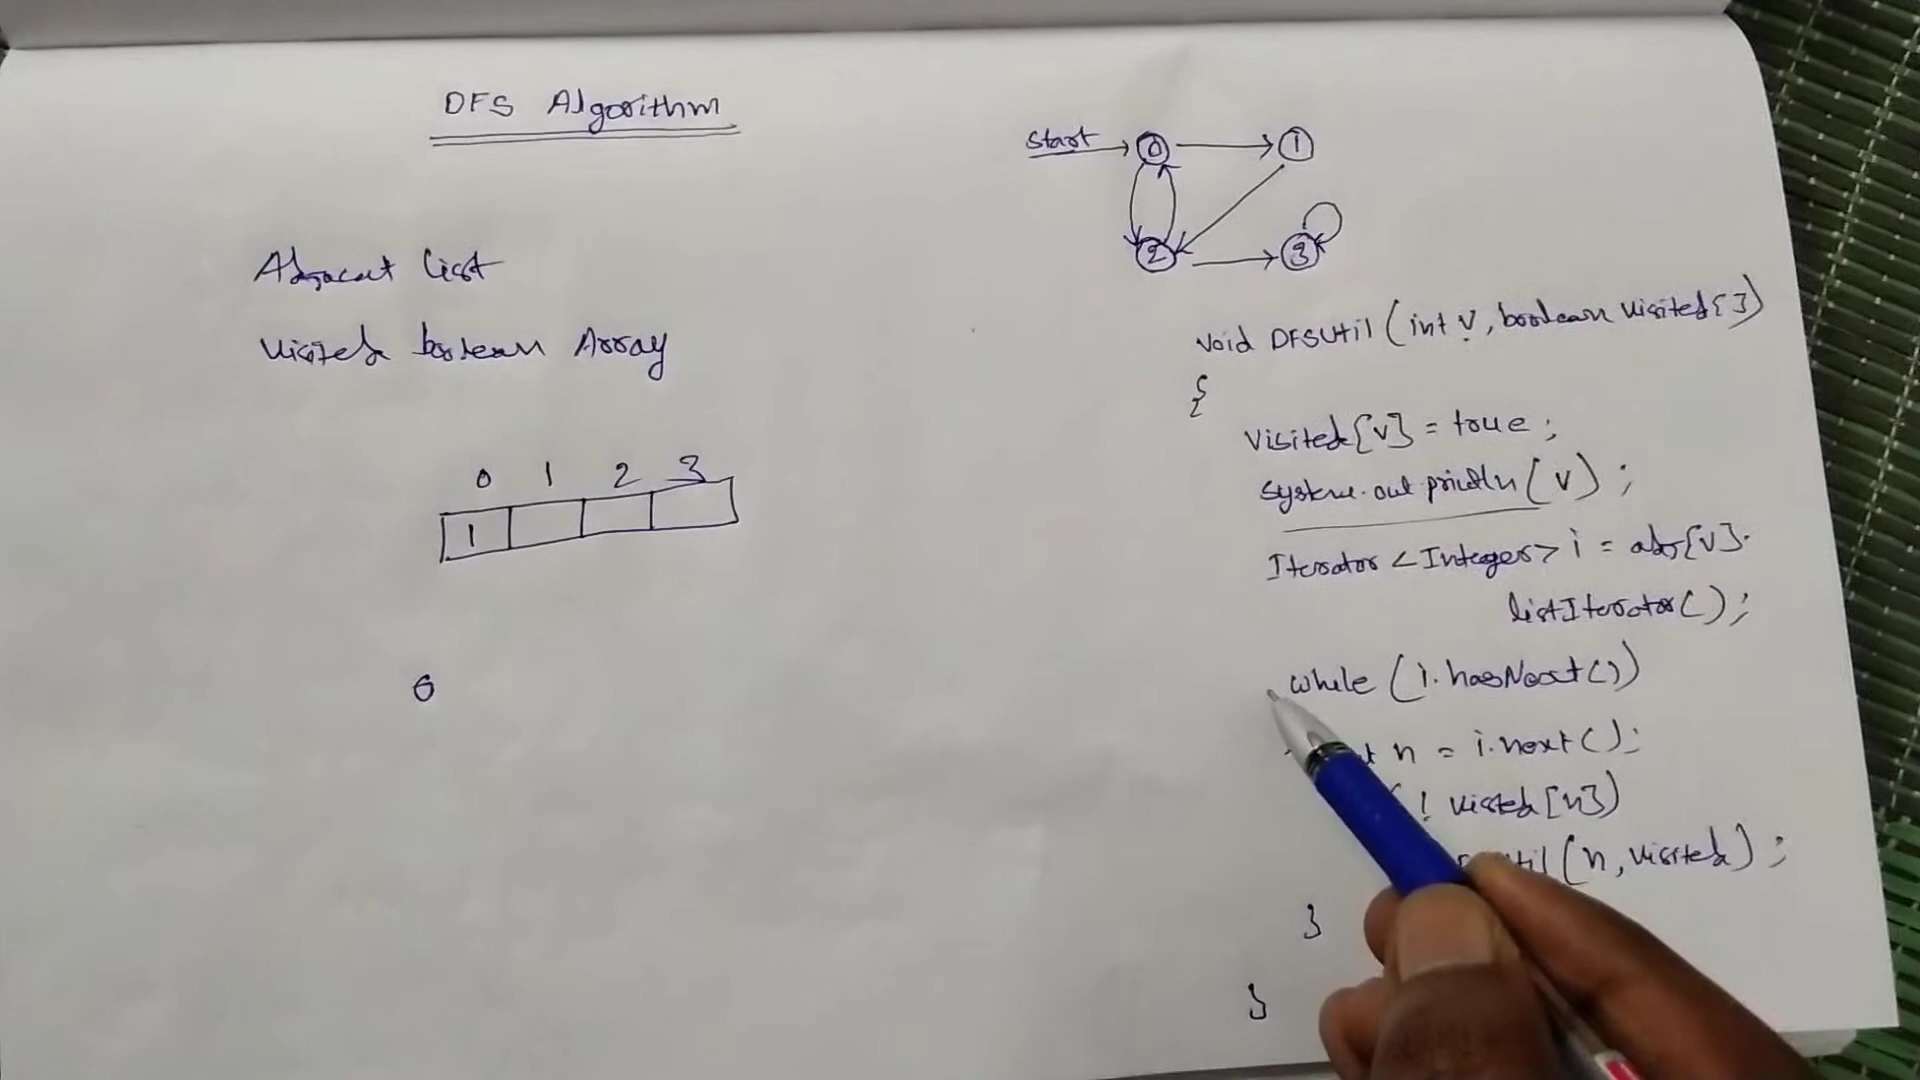 DFS Algorithm
Start
0
1
2
3
Adjacent list
Visited boolean Array
0 1 2 3
1
0
void DFSUtil (int v, boolean visited[])
{
visited[v] = true;
System.out.println(v);
Iterator <Integer> i = adj[v].
listIterator();
while (i.hasNext())
n = i.next();
! visited[n])
(n, visited);
}
}